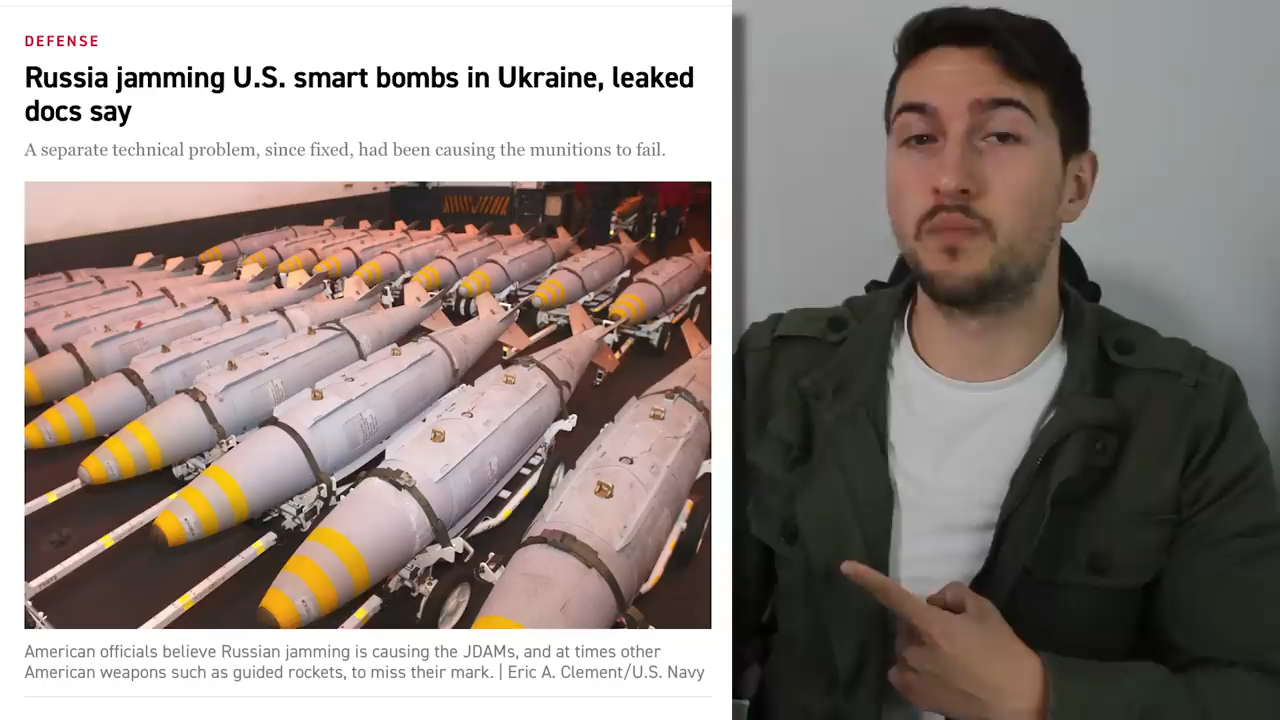 DEFENSE
Russia jamming U.S. smart bombs in Ukraine, leaked
docs say
A separate technical problem, since fixed, had been causing the munitions to fail.
American officials believe Russian jamming is causing the JDAMs, and at times other
American weapons such as guided rockets, to miss their mark. | Eric A. Clement/U.S. Navy